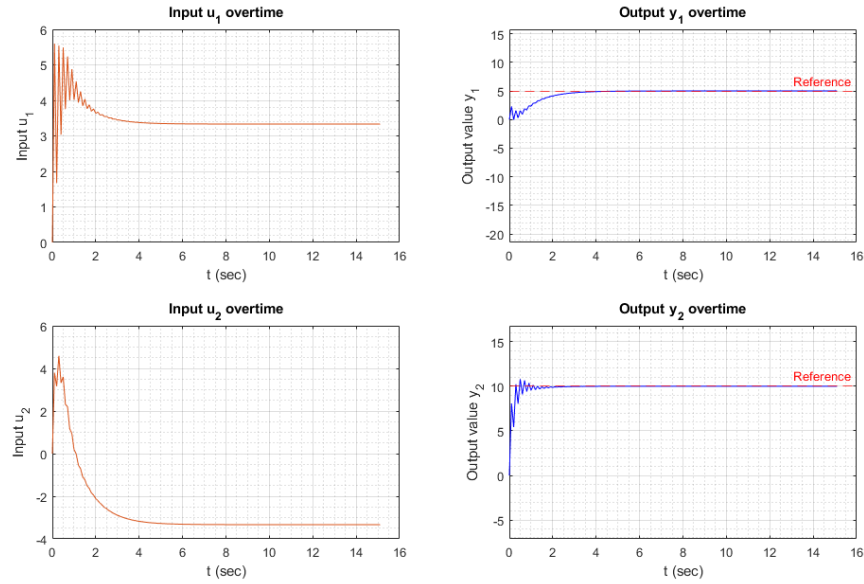 Input u1 overtime
Input u1
6
5
4
3
2
1
0
0 2 4 6 8 10 12 14 16
t (sec)
Output y1 overtime
Output value y1
15
10
5
0
-5
-10
-15
-20
Reference
0 2 4 6 8 10 12 14 16
t (sec)
Input u2 overtime
Input u2
6
4
2
0
-2
-4
0 2 4 6 8 10 12 14 16
t (sec)
Output y2 overtime
Output value y2
15
10
5
0
-5
Reference
0 2 4 6 8 10 12 14 16
t (sec)